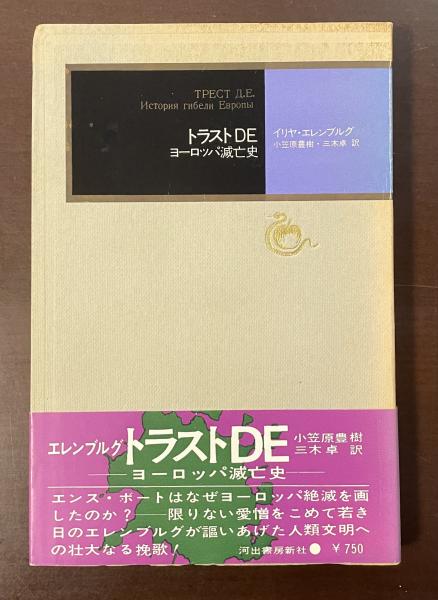 ТРЕСТ Д.Е.
История гибели Европы
トラストDE
ヨーロッパ滅亡史
イリヤ・エレンブルグ
小笠原豊樹・三木卓 訳
エレンブルグ トラストDE 小笠原豊樹
三木卓 訳
ヨーロッパ滅亡史
エンス・ボートはなぜヨーロッパ絶滅を画
したのか？――限りない愛憎をこめて若き
日のエレンブルグが謳いあげた人類文明へ
の壮大なる挽歌！ 河出書房新社 ● ¥750